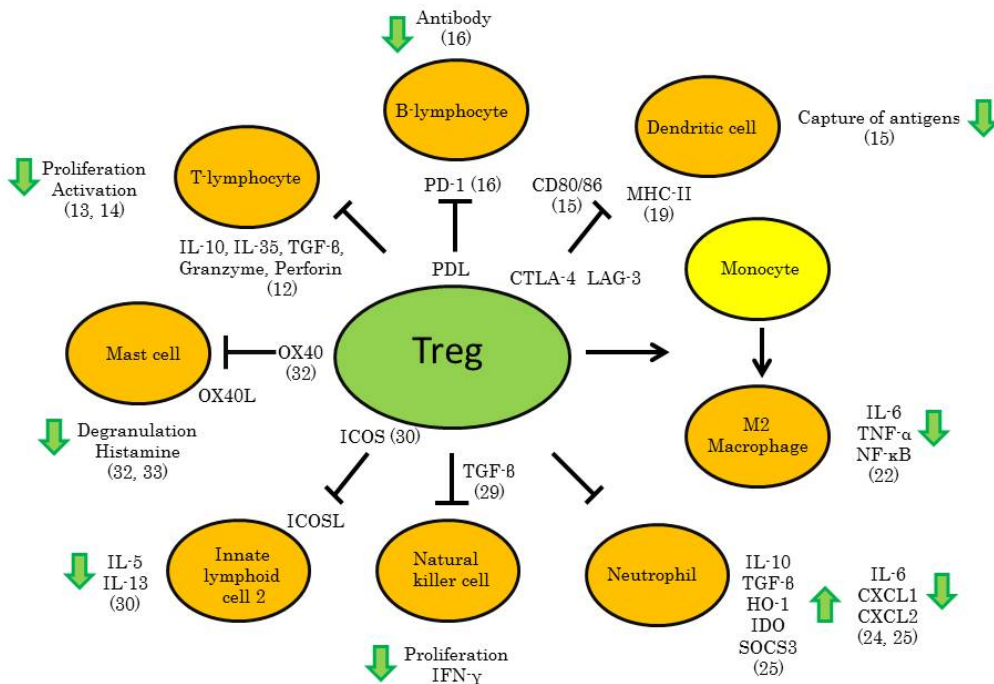 Antibody
(16)
B-lymphocyte
PD-1 (16)
PDL
Dendritic cell
Capture of antigens
(15)
CD80/86
(15)
MHC-II
(19)
CTLA-4 LAG-3
Proliferation
Activation
(13, 14)
T-lymphocyte
IL-10, IL-35, TGF-β,
Granzyme, Perforin
(12)
Monocyte
Treg
Mast cell
OX40
(32)
OX40L
Degranulation
Histamine
(32, 33)
M2
Macrophage
IL-6
TNF-α
NF-κB
(22)
ICOS (30)
ICOSL
IL-5
IL-13
(30)
Innate
lymphoid
cell 2
TGF-β
(29)
Natural
killer cell
Proliferation
IFN-γ
Neutrophil
IL-10
TGF-β
HO-1
IDO
SOCS3
(25)
IL-6
CXCL1
CXCL2
(24, 25)